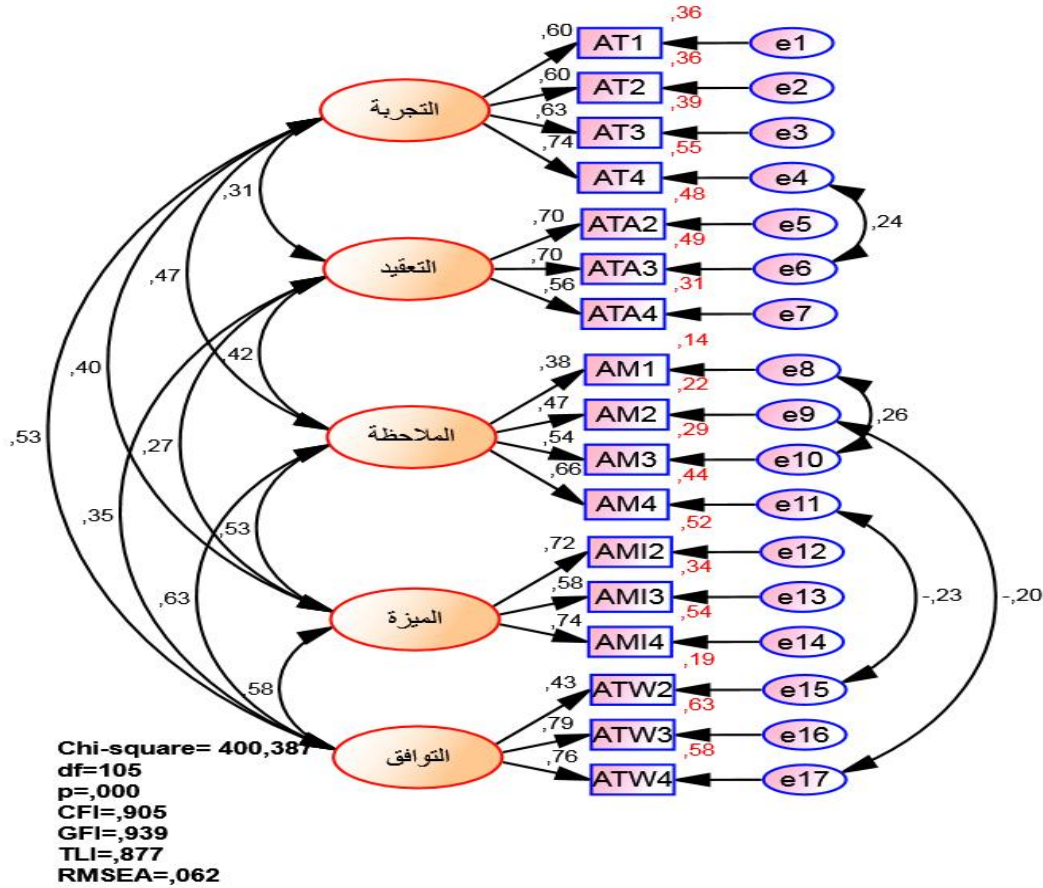 ,36
,60
AT1
e1
,36
,60
AT2
e2
,39
التجربة
,63
AT3
e3
,55
,74
AT4
e4
,48
,31
,70
ATA2
e5
,24
,49
التعقيد
,70
ATA3
e6
,47
,31
,56
ATA4
e7
,14
,42
,38
AM1
e8
,40
,22
,47
AM2
e9
,26
,29
الملاحظة
,54
AM3
e10
,53
,27
,44
,66
AM4
e11
,35
,53
,52
,72
AMI2
e12
,34
,63
,58
AMI3
e13
-,23
-,20
,54
الميزة
,74
AMI4
e14
,19
,58
,43
ATW2
e15
,63
,79
ATW3
e16
,58
التوافق
,76
ATW4
e17
Chi-square= 400,387
df=105
p=,000
CFI=,905
GFI=,939
TLI=,877
RMSEA=,062